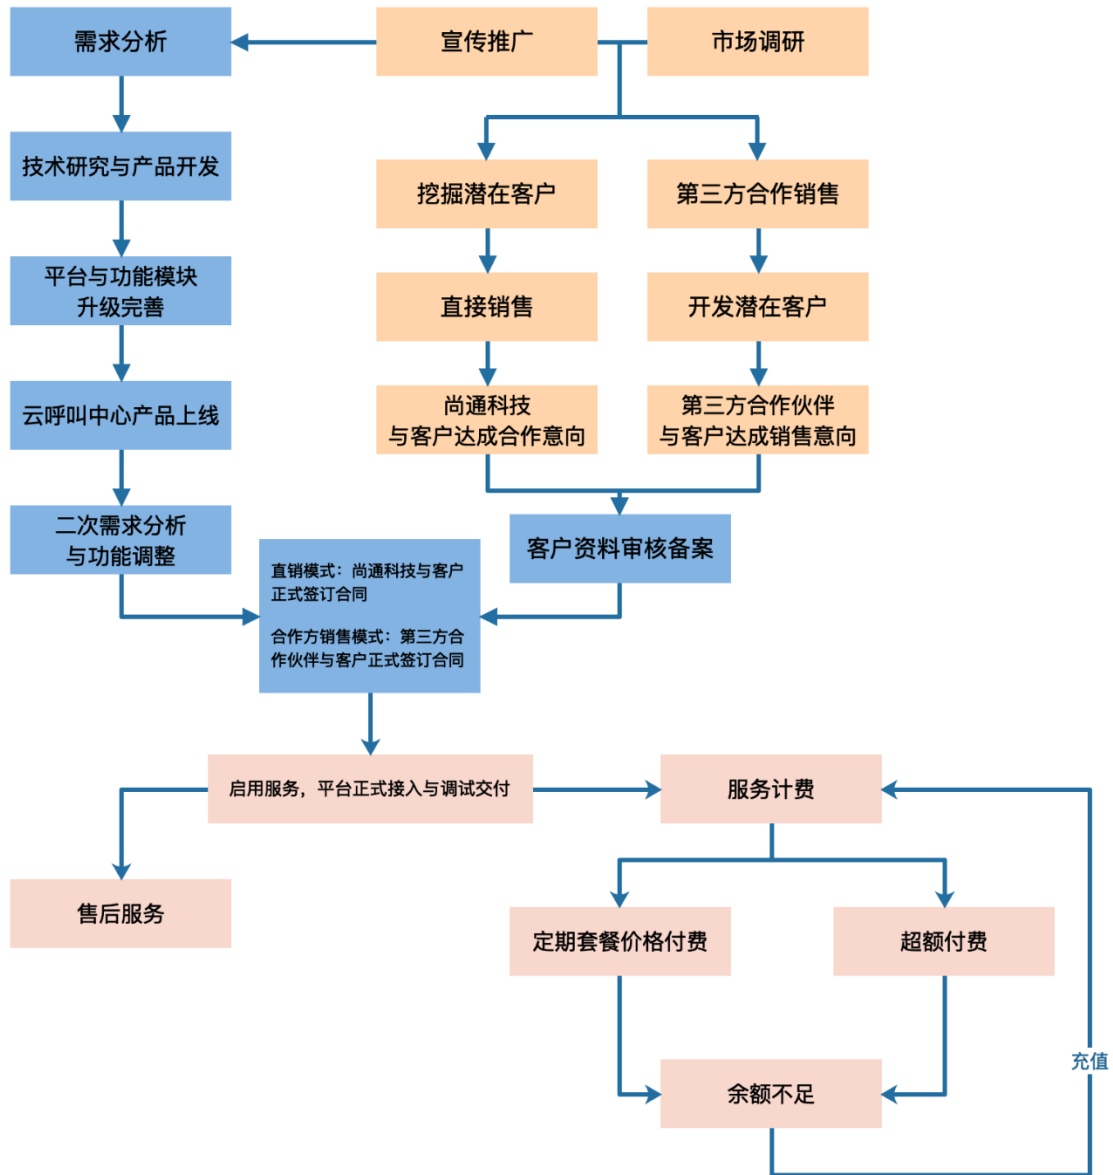 需求分析
宣传推广
市场调研
技术研究与产品开发
挖掘潜在客户
第三方合作销售
平台与功能模块
升级完善
直接销售
开发潜在客户
云呼叫中心产品上线
尚通科技
与客户达成合作意向
第三方合作伙伴
与客户达成销售意向
二次需求分析
与功能调整
客户资料审核备案
直销模式：尚通科技与客户
正式签订合同
合作方销售模式：第三方合
作伙伴与客户正式签订合同
启用服务，平台正式接入与调试交付
服务计费
售后服务
定期套餐价格付费
超额付费
充值
余额不足